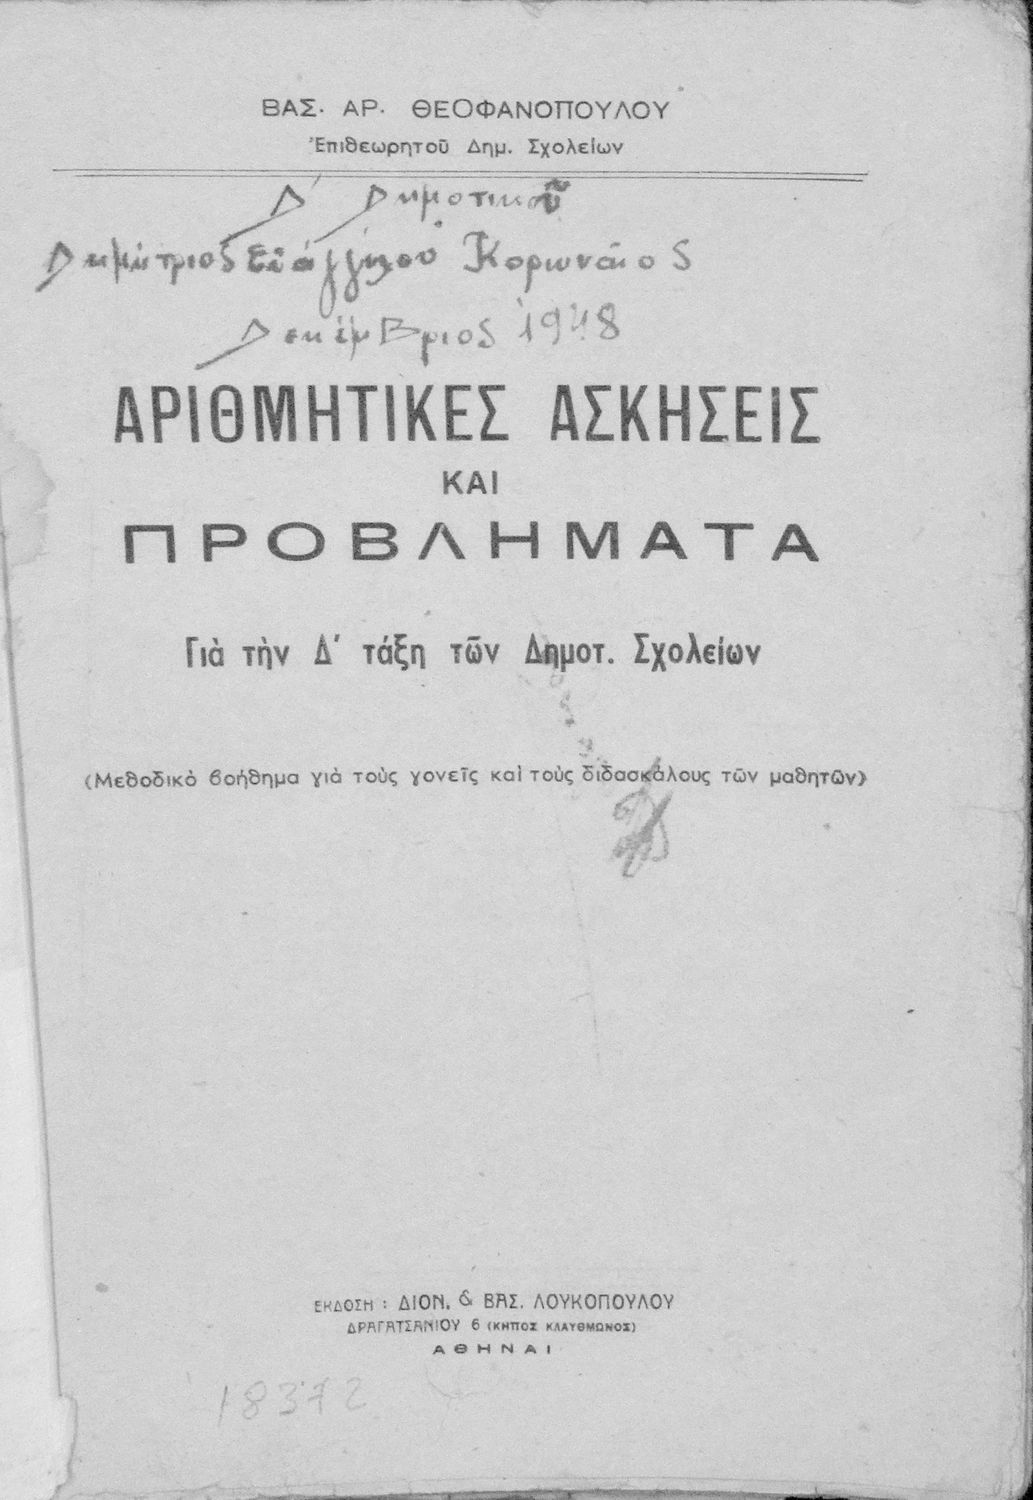 ΒΑΣ. ΑΡ. ΘΕΟΦΑΝΟΠΟΥΛΟΥ
Ἐπιθεωρητοῦ Δημ. Σχολείων
Δ' Δημοτικοῦ
Δημήτριος Εὐαγγέλου Κορωναῖος
Δεκέμβριος 1948
ΑΡΙΘΜΗΤΙΚΕΣ ΑΣΚΗΣΕΙΣ
ΚΑΙ
ΠΡΟΒΛΗΜΑΤΑ
Γιὰ τὴν Δ' τάξη τῶν Δημοτ. Σχολείων
(Μεθοδικὸ βοήθημα γιὰ τοὺς γονεῖς καὶ τοὺς διδασκάλους τῶν μαθητῶν)
ΕΚΔΟΣΗ : ΔΙΟΝ. & ΒΑΣ. ΛΟΥΚΟΠΟΥΛΟΥ
ΔΡΑΓΑΤΣΑΝΙΟΥ 6 (ΚΗΠΟΣ ΚΛΑΥΘΜΩΝΟΣ)
ΑΘΗΝΑΙ
18372